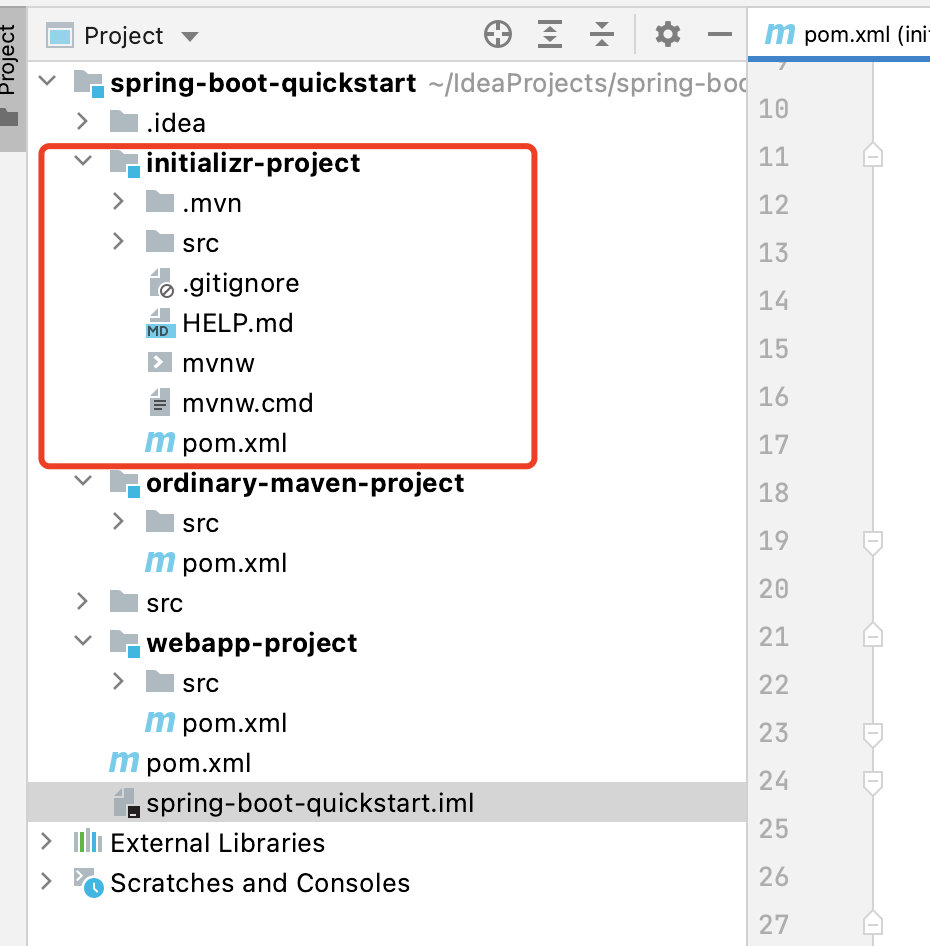 Project
Project
spring-boot-quickstart ~/IdeaProjects/spring-boo
.idea
initializr-project
.mvn
src
.gitignore
MD HELP.md
mvnw
mvnw.cmd
m pom.xml
ordinary-maven-project
src
m pom.xml
src
webapp-project
src
m pom.xml
m pom.xml
spring-boot-quickstart.iml
External Libraries
Scratches and Consoles
m pom.xml (ini
10
11
12
13
14
15
16
17
18
19
20
21
22
23
24
25
26
27